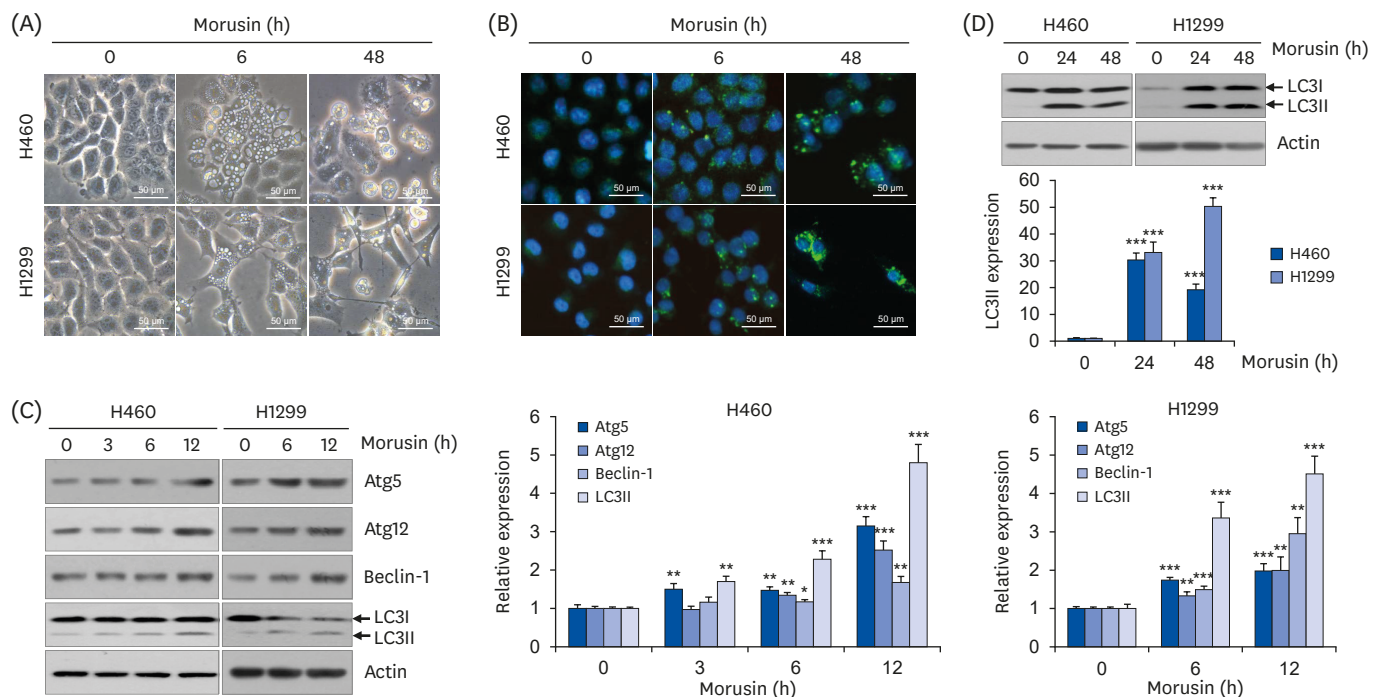 (A)
Morusin (h)
0 6 48
H460
50 µm 50 µm 50 µm
H1299
50 µm 50 µm 50 µm
(B)
Morusin (h)
0 6 48
H460
50 µm 50 µm 50 µm
H1299
50 µm 50 µm 50 µm
(D)
H460 H1299
0 24 48 0 24 48 Morusin (h)
LC3I
LC3II
Actin
LC3II expression
60
50
40
30
20
10
0
*** *** *** ***
H460
H1299
0 24 48 Morusin (h)
(C)
H460 H1299
0 3 6 12 0 6 12 Morusin (h)
Atg5
Atg12
Beclin-1
LC3I
LC3II
Actin
H460
Relative expression
6
5
4
3
2
1
0
Atg5
Atg12
Beclin-1
LC3II
** ** ** ** * *** *** *** ** ***
0 3 6 12
Morusin (h)
H1299
Relative expression
6
5
4
3
2
1
0
Atg5
Atg12
Beclin-1
LC3II
*** ** *** *** *** ** ** ***
0 6 12
Morusin (h)